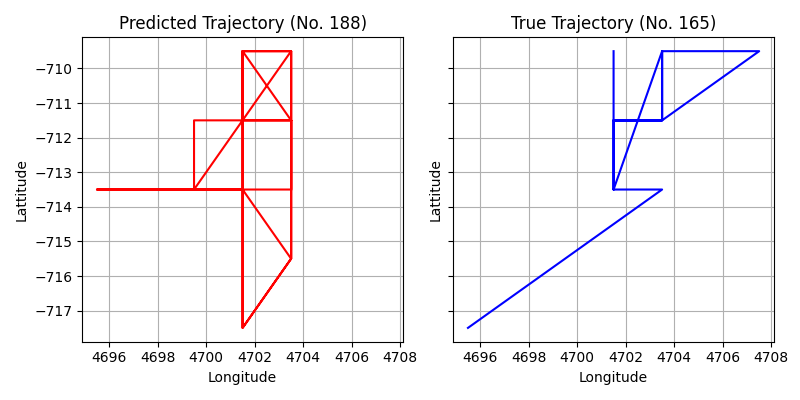 Predicted Trajectory (No. 188)
True Trajectory (No. 165)
−710
−711
−712
−713
−714
−715
−716
−717
Lattitude
Lattitude
4696 4698 4700 4702 4704 4706 4708
4696 4698 4700 4702 4704 4706 4708
Longitude
Longitude